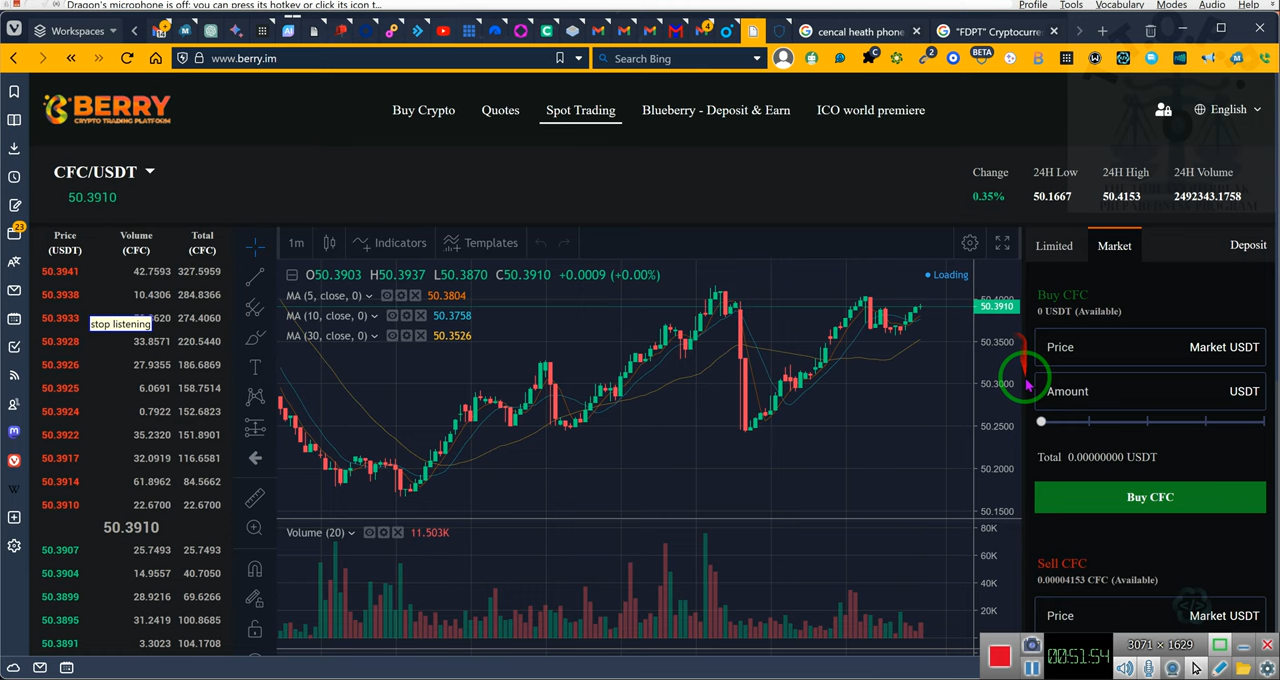 Dragon's microphone is off: you can press its hotkey or click its icon t...
Profile Tools Vocabulary Modes Audio Help
Workspaces
cencal heath phone
"FDPT" Cryptocurre
www.berry.im
Search Bing
BETA
BERRY
CRYPTO TRADING PLATFORM
Buy Crypto Quotes Spot Trading Blueberry - Deposit & Earn ICO world premiere
English
CFC/USDT
50.3910
Change 24H Low 24H High 24H Volume
0.35% 50.1667 50.4153 2492343.1758
Price Volume Total
(USDT) (CFC) (CFC)
50.3941 42.7593 327.5959
50.3938 10.4306 284.8366
50.3933 274.4060
stop listening
50.3928 33.8571 220.5440
50.3926 27.9355 186.6869
50.3925 6.0691 158.7514
50.3924 0.7922 152.6823
50.3922 35.2320 151.8901
50.3917 32.0919 116.6581
50.3914 61.8962 84.5662
50.3910 22.6700 22.6700
50.3910
50.3907 25.7493 25.7493
50.3904 14.9557 40.7050
50.3899 28.9216 69.6266
50.3895 31.2419 100.8685
50.3891 3.3023 104.1708
1m Indicators Templates
O50.3903 H50.3937 L50.3870 C50.3910 +0.0009 (+0.00%)
Loading
MA (5, close, 0) 50.3804
MA (10, close, 0) 50.3758
MA (30, close, 0) 50.3526
50.4000
50.3910
50.3500
50.3000
50.2500
50.2000
50.1500
Volume (20) 11.503K
80K
60K
40K
20K
Limited Market Deposit
Buy CFC
0 USDT (Available)
Price Market USDT
Amount USDT
Total 0.00000000 USDT
Buy CFC
Sell CFC
0.00004153 CFC (Available)
Price Market USDT
3071 × 1629
00:51:54